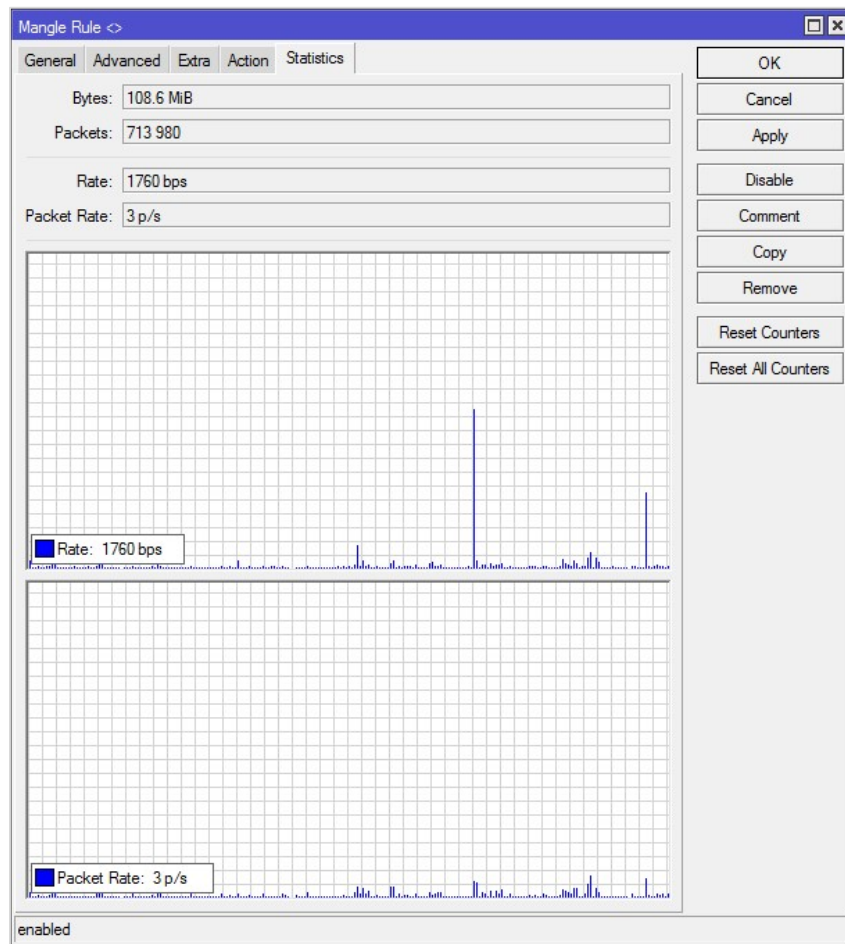 Mangle Rule <>
General Advanced Extra Action Statistics
Bytes: 108.6 MiB
Packets: 713 980
Rate: 1760 bps
Packet Rate: 3 p/s
Rate: 1760 bps
Packet Rate: 3 p/s
OK
Cancel
Apply
Disable
Comment
Copy
Remove
Reset Counters
Reset All Counters
enabled